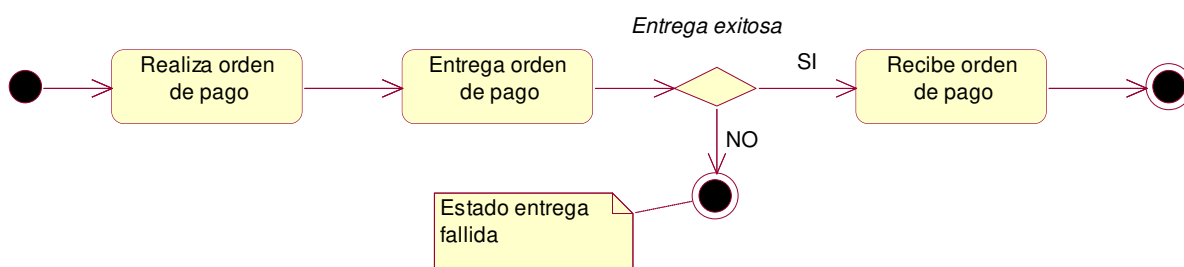 Entrega exitosa
Realiza orden
de pago
Entrega orden
de pago
SI
Recibe orden
de pago
NO
Estado entrega
fallida